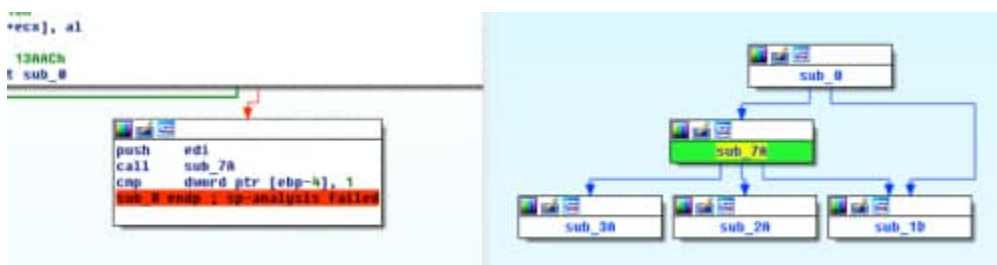 +ecx], al
13AACh
t sub_0
push edi
call sub_7A
cmp dword ptr [ebp-4], 1
sub_0 endp ; sp-analysis failed
sub_0
sub_7A
sub_3A
sub_2A
sub_1D